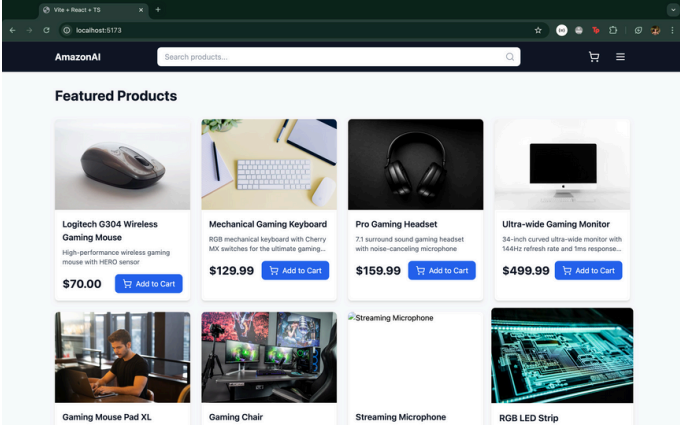 Vite + React + TS
localhost:5173
AmazonAI
Search products...
Featured Products
Logitech G304 Wireless
Gaming Mouse
High-performance wireless gaming
mouse with HERO sensor
$70.00
Add to Cart
Mechanical Gaming Keyboard
RGB mechanical keyboard with Cherry
MX switches for the ultimate gaming...
$129.99
Add to Cart
Pro Gaming Headset
7.1 surround sound gaming headset
with noise-canceling microphone
$159.99
Add to Cart
Ultra-wide Gaming Monitor
34-inch curved ultra-wide monitor with
144Hz refresh rate and 1ms response...
$499.99
Add to Cart
Streaming Microphone
Gaming Mouse Pad XL
Gaming Chair
Streaming Microphone
RGB LED Strip